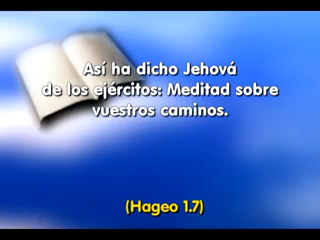 Así ha dicho Jehová
de los ejércitos: Meditad sobre
vuestros caminos.
(Hageo 1.7)